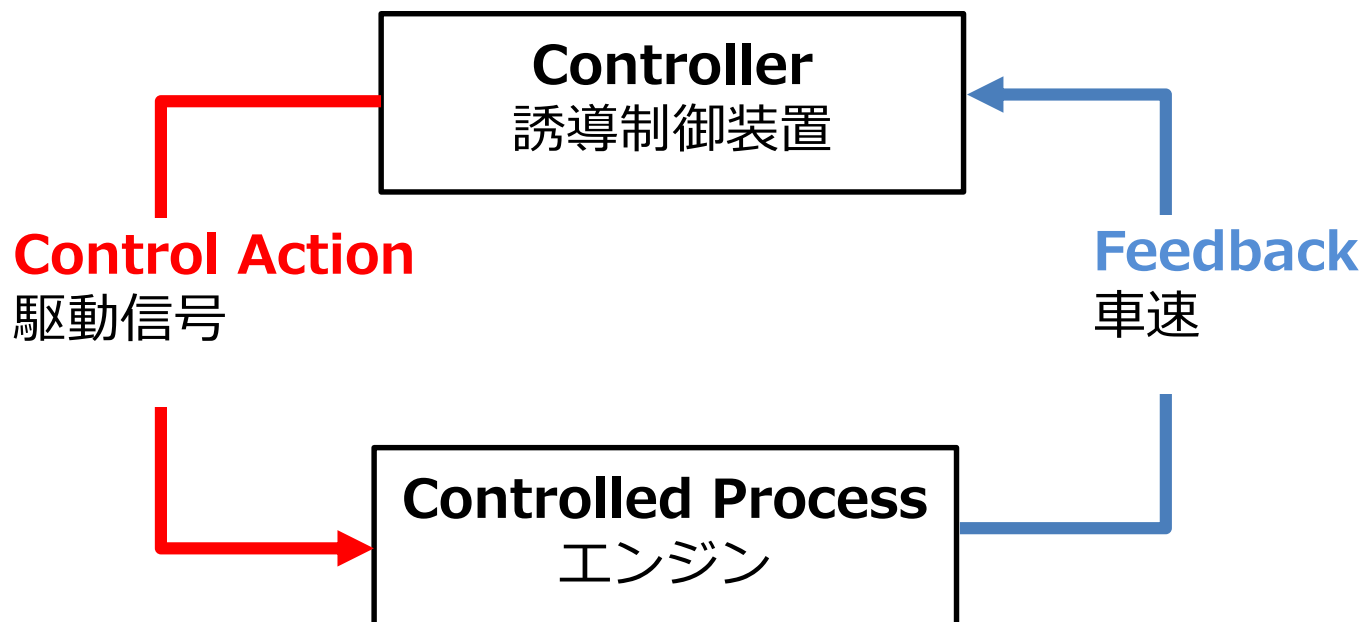 Controller
誘導制御装置
Control Action
駆動信号
Feedback
車速
Controlled Process
エンジン